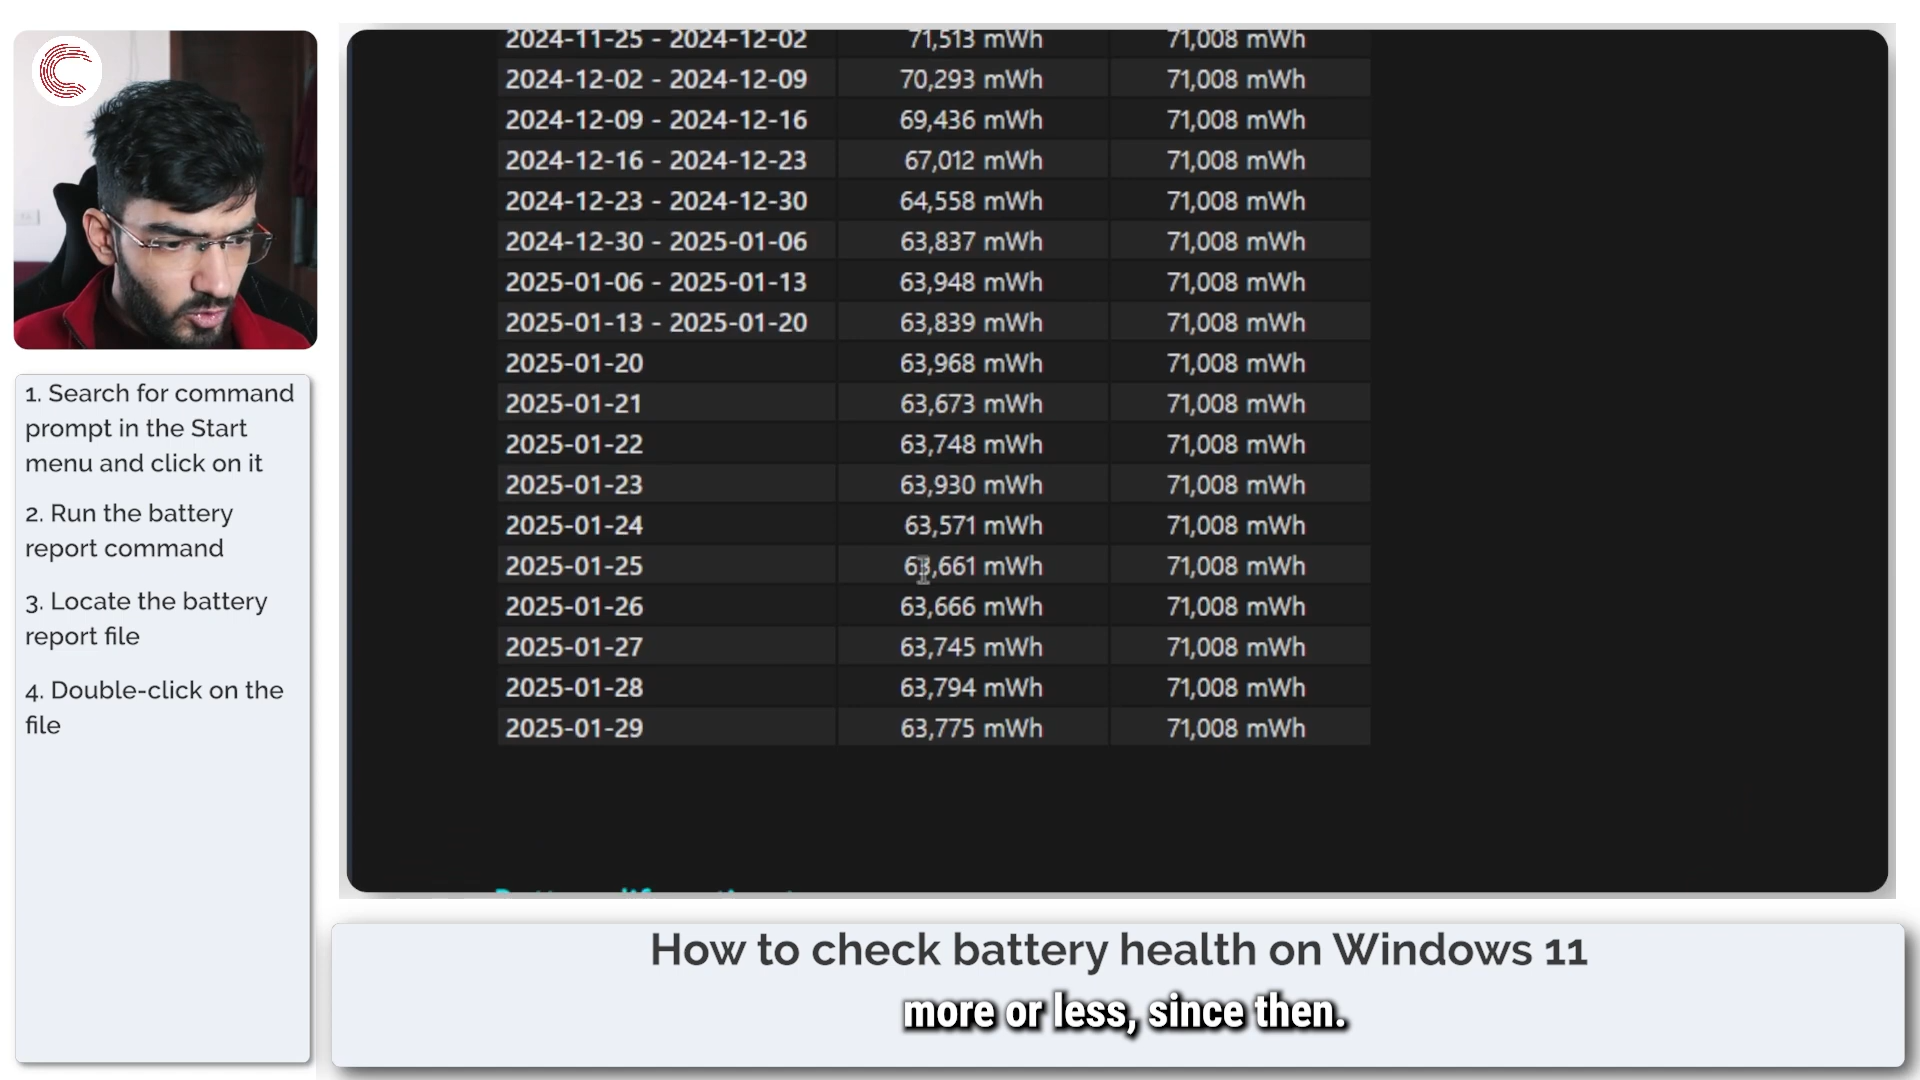 1. Search for command
prompt in the Start
menu and click on it
2. Run the battery
report command
3. Locate the battery
report file
4. Double-click on the
file
2024-11-25 - 2024-12-02 71,513 mWh 71,008 mWh
2024-12-02 - 2024-12-09 70,293 mWh 71,008 mWh
2024-12-09 - 2024-12-16 69,436 mWh 71,008 mWh
2024-12-16 - 2024-12-23 67,012 mWh 71,008 mWh
2024-12-23 - 2024-12-30 64,558 mWh 71,008 mWh
2024-12-30 - 2025-01-06 63,837 mWh 71,008 mWh
2025-01-06 - 2025-01-13 63,948 mWh 71,008 mWh
2025-01-13 - 2025-01-20 63,839 mWh 71,008 mWh
2025-01-20 63,968 mWh 71,008 mWh
2025-01-21 63,673 mWh 71,008 mWh
2025-01-22 63,748 mWh 71,008 mWh
2025-01-23 63,930 mWh 71,008 mWh
2025-01-24 63,571 mWh 71,008 mWh
2025-01-25 63,661 mWh 71,008 mWh
2025-01-26 63,666 mWh 71,008 mWh
2025-01-27 63,745 mWh 71,008 mWh
2025-01-28 63,794 mWh 71,008 mWh
2025-01-29 63,775 mWh 71,008 mWh
How to check battery health on Windows 11
more or less, since then.